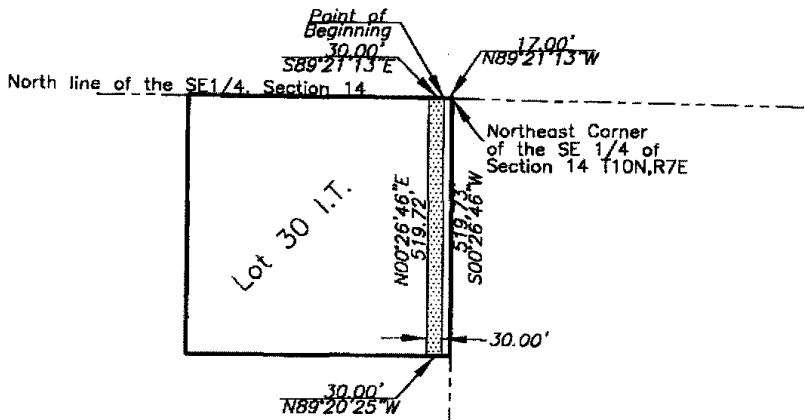 Point of
Beginning
30.00'
S89°21'13"E
17.00'
N89°21'13"W
North line of the SE1/4, Section 14
Northeast Corner
of the SE 1/4 of
Section 14 T10N,R7E
Lot 30 I.T.
N00°26'46"E
519.72'
519.73'
S00°26'46"W
30.00'
30.00'
N89°20'25"W